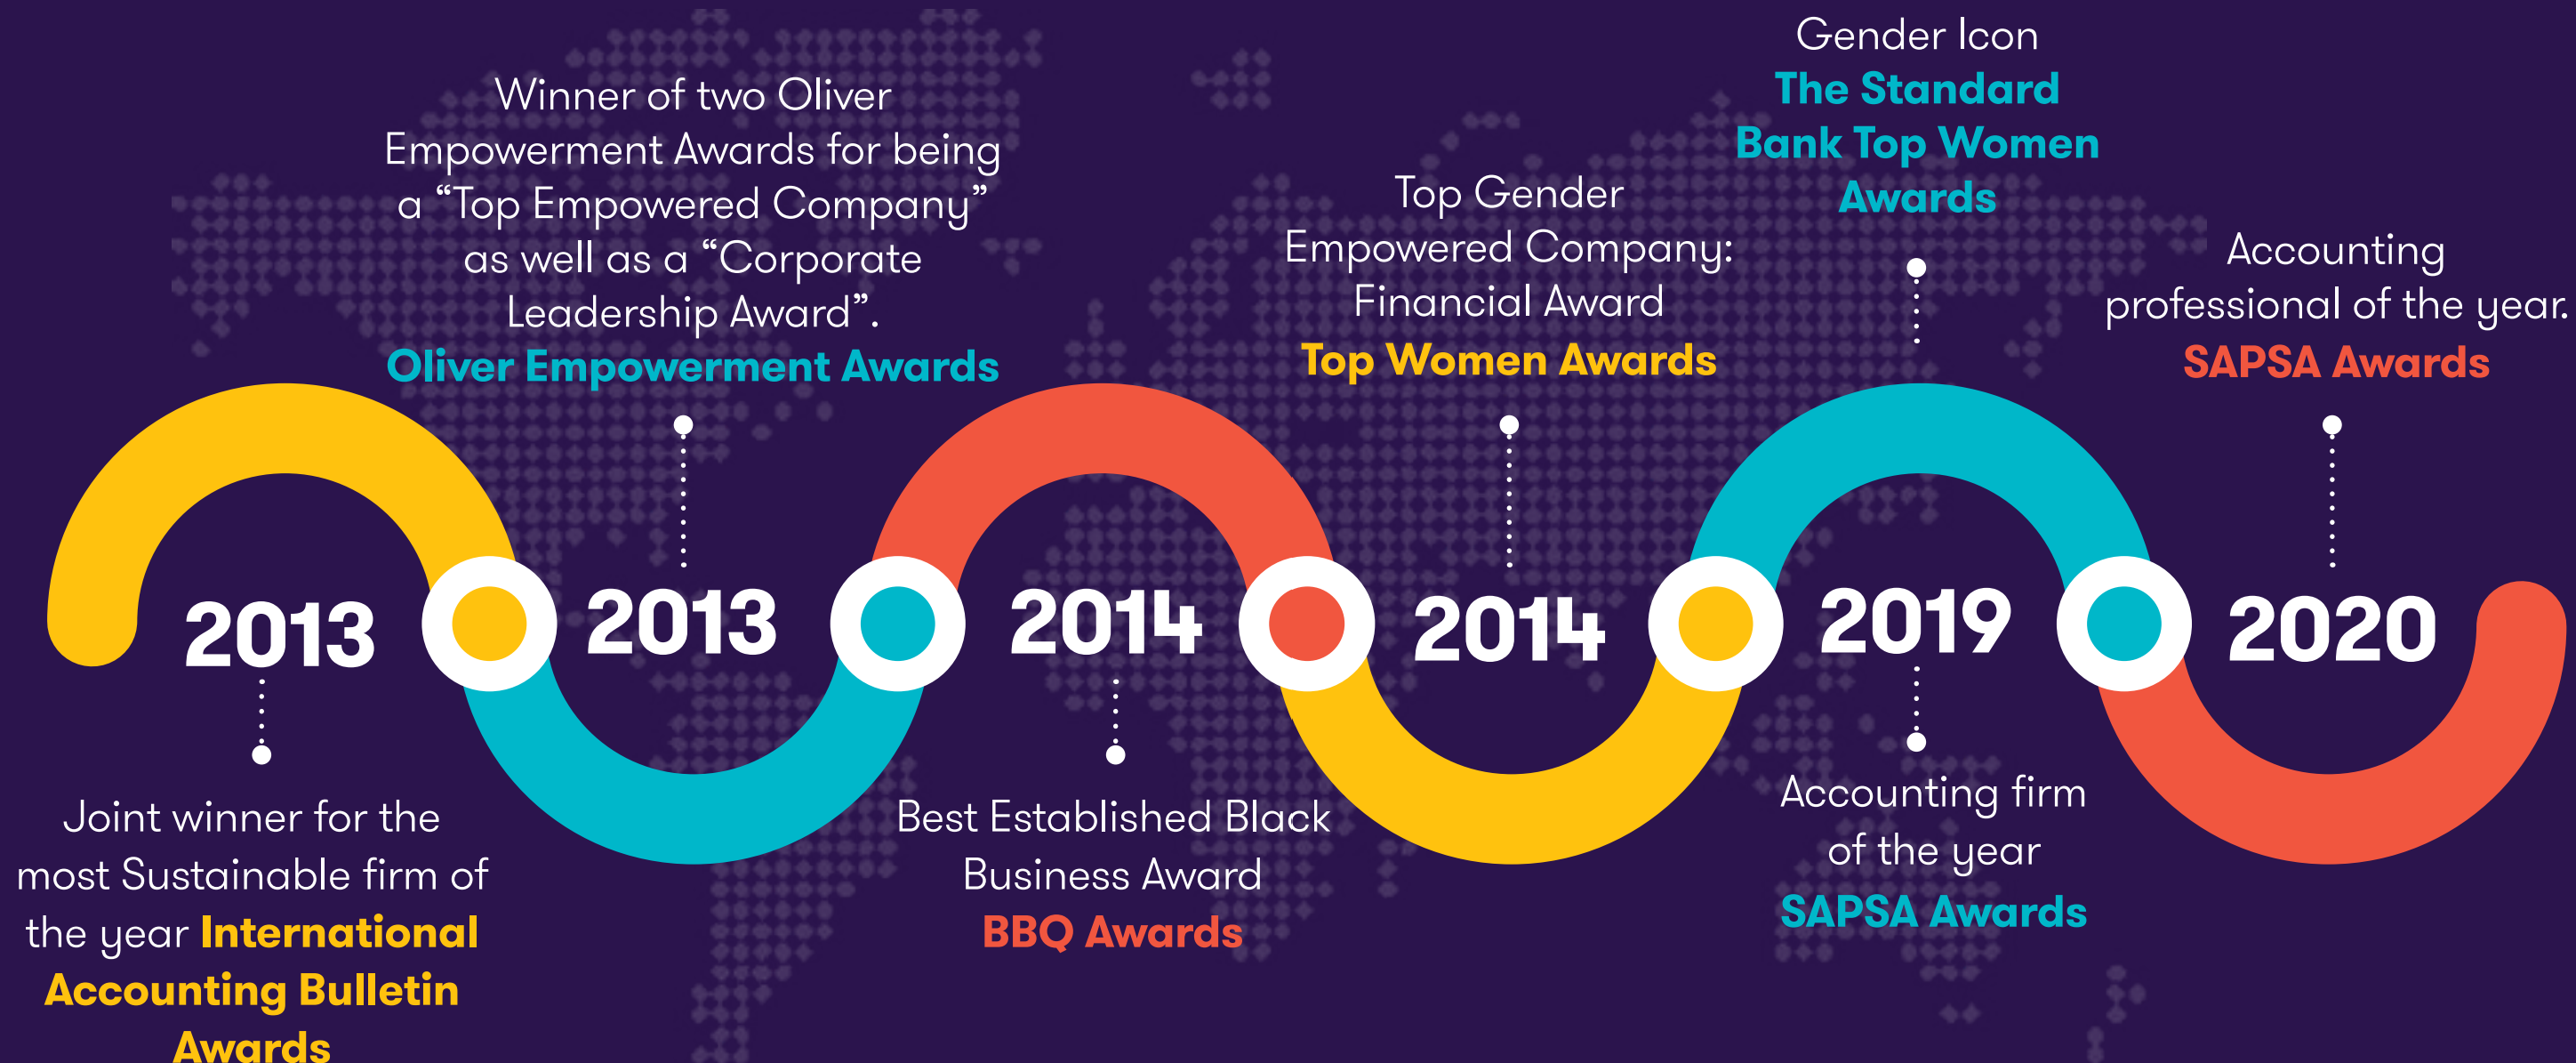 2013
Joint winner for the
most Sustainable firm of
the year International
Accounting Bulletin
Awards
Winner of two Oliver
Empowerment Awards for being
a “Top Empowered Company”
as well as a “Corporate
Leadership Award”.
Oliver Empowerment Awards
2013
2014
Best Established Black
Business Award
BBQ Awards
Top Gender
Empowered Company:
Financial Award
Top Women Awards
2014
Gender Icon
The Standard
Bank Top Women
Awards
2019
Accounting firm
of the year
SAPSA Awards
Accounting
professional of the year.
SAPSA Awards
2020